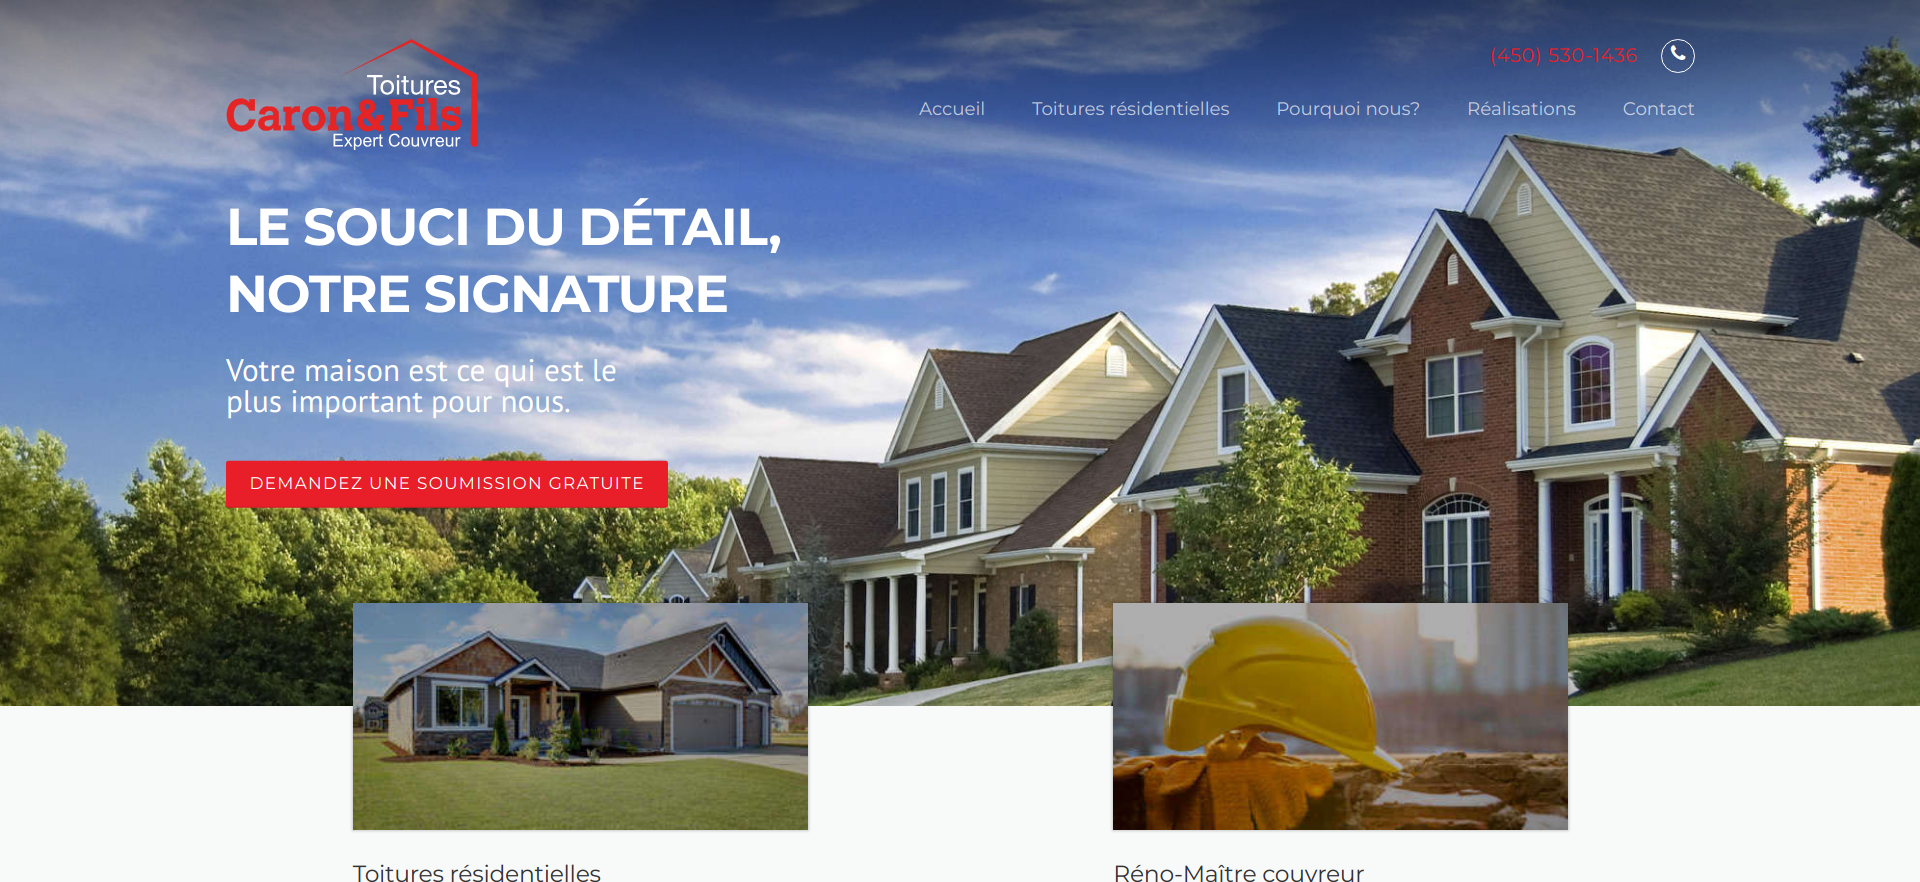 Toitures
Caron&Fils
Expert Couvreur
(450) 530-1436
Accueil
Toitures résidentielles
Pourquoi nous?
Réalisations
Contact
LE SOUCI DU DÉTAIL,
NOTRE SIGNATURE
Votre maison est ce qui est le
plus important pour nous.
DEMANDEZ UNE SOUMISSION GRATUITE
Toitures résidentielles
Réno-Maître couvreur